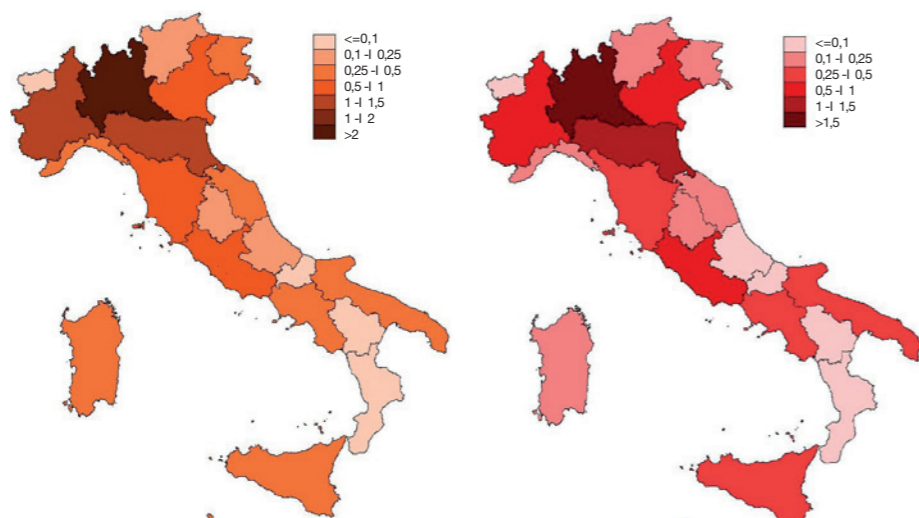 <=0,1
0,1 -I 0,25
0,25 -I 0,5
0,5 -I 1
1 -I 1,5
1 -I 2
>2
<=0,1
0,1 -I 0,25
0,25 -I 0,5
0,5 -I 1
1 -I 1,5
>1,5